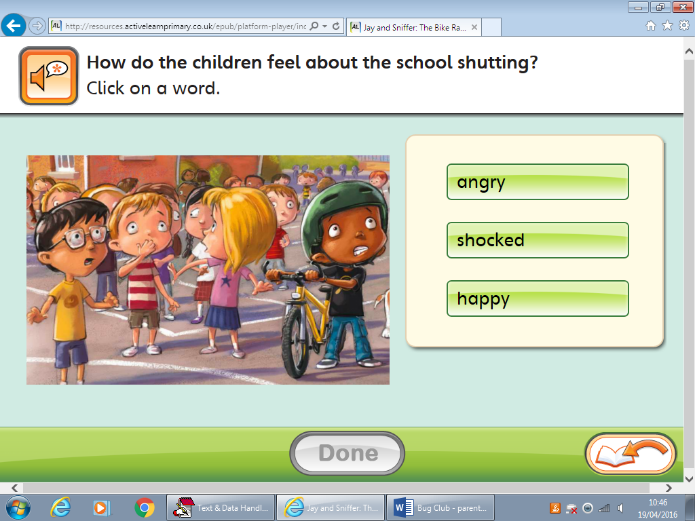 http://resources.activelearnprimary.co.uk/epub/platform-player/inc
Jay and Sniffer: The Bike Ra...
How do the children feel about the school shutting?
Click on a word.
angry
shocked
happy
Done
Text & Data Handl...
Jay and Sniffer: Th...
Bug Club - parent...
10:46
19/04/2016